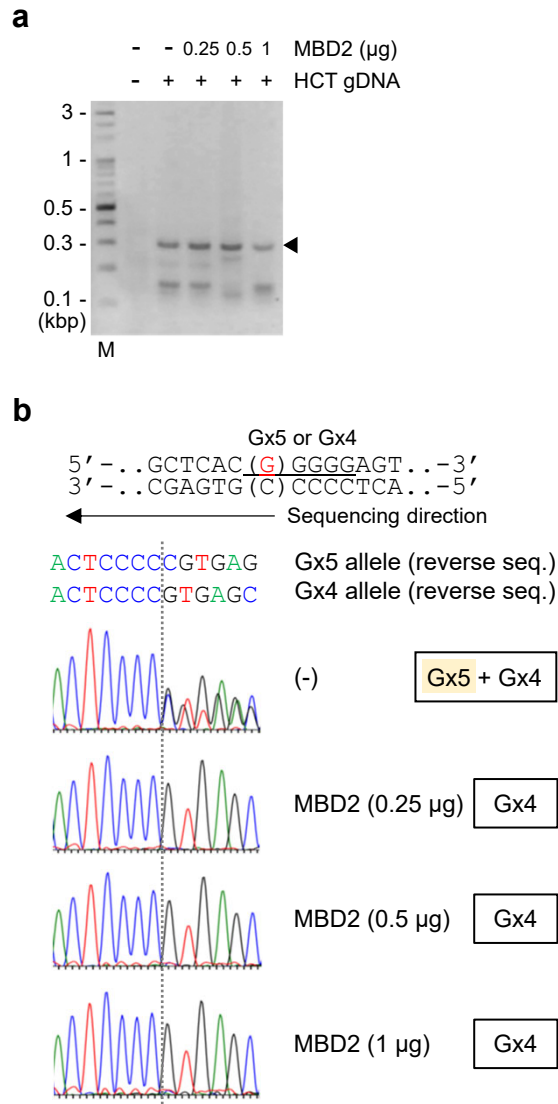 a
- - 0.25 0.5 1 MBD2 (µg)
- + + + + HCT gDNA
3 -
1 -
0.5 -
0.3 -
0.1 -
(kbp)
M
b
Gx5 or Gx4
5’-..GCTCAC(G)GGGGAGT..-3’
3’-..CGAGTG(C)CCCCTCA..-5’
Sequencing direction
ACTCCCCCGTGAG Gx5 allele (reverse seq.)
ACTCCCCGTGAGC Gx4 allele (reverse seq.)
(-) Gx5 + Gx4
MBD2 (0.25 µg) Gx4
MBD2 (0.5 µg) Gx4
MBD2 (1 µg) Gx4